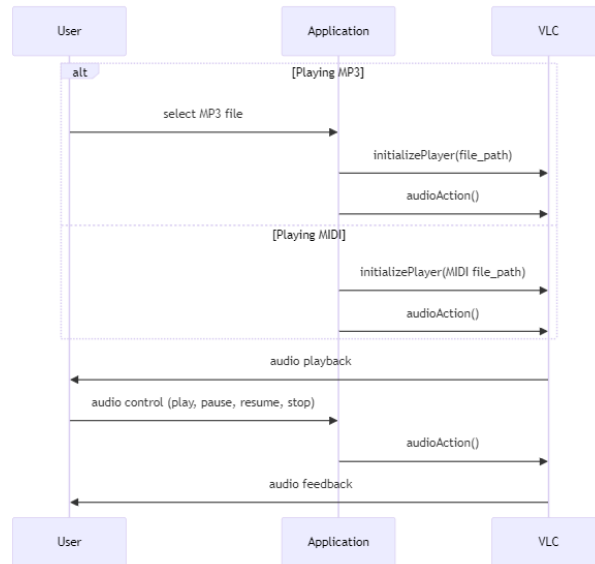 User Application VLC
alt [Playing MP3]
select MP3 file
initializePlayer(file_path)
audioAction()
[Playing MIDI]
initializePlayer(MIDI file_path)
audioAction()
audio playback
audio control (play, pause, resume, stop)
audioAction()
audio feedback
User Application VLC